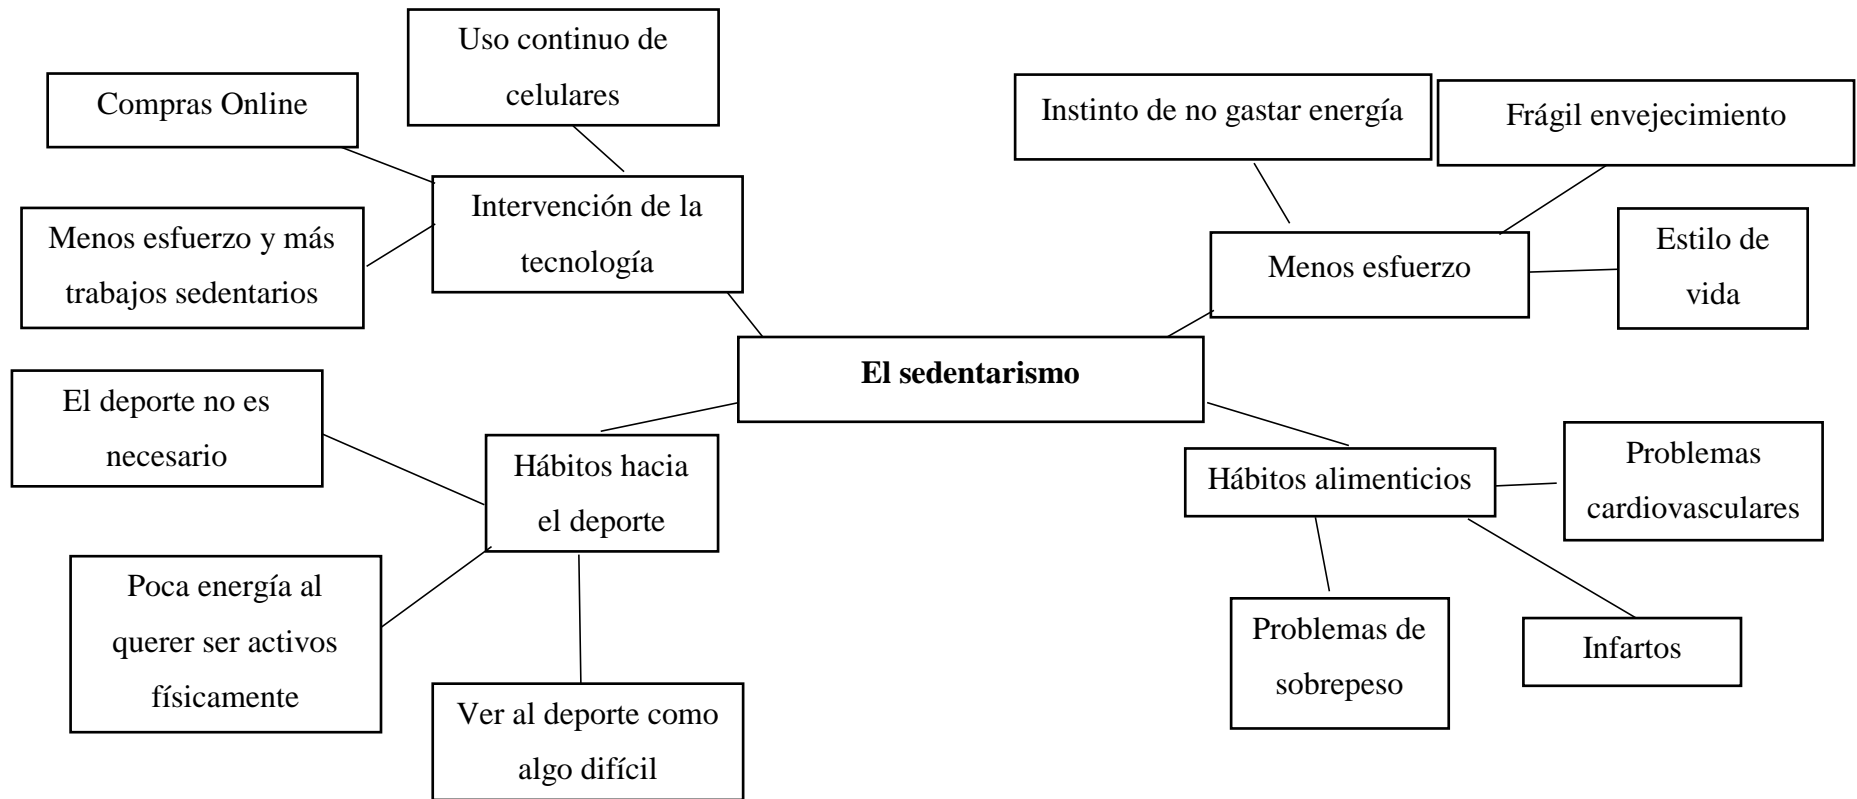 Uso continuo de
celulares
Compras Online
Intervención de la
tecnología
Menos esfuerzo y más
trabajos sedentarios
Instinto de no gastar energía
Frágil envejecimiento
Menos esfuerzo
Estilo de
vida
El sedentarismo
El deporte no es
necesario
Hábitos hacia
el deporte
Poca energía al
querer ser activos
físicamente
Ver al deporte como
algo difícil
Hábitos alimenticios
Problemas
cardiovasculares
Problemas de
sobrepeso
Infartos